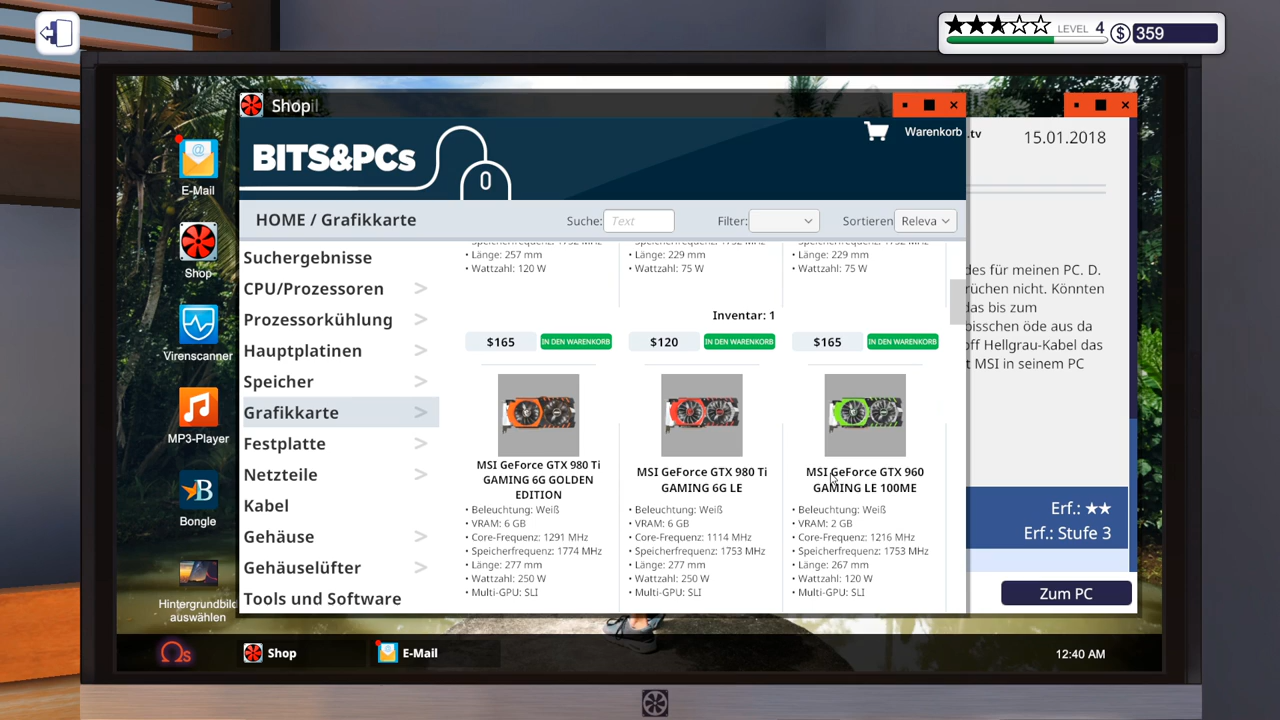 LEVEL 4
$ 359
Shop
BITS&PCs
Warenkorb
.tv
15.01.2018
HOME / Grafikkarte
Suche: Text
Filter:
Sortieren Releva
E-Mail
Shop
Virenscanner
MP3-Player
Bongle
Hintergrundbild
auswählen
Suchergebnisse
CPU/Prozessoren >
Prozessorkühlung >
Hauptplatinen >
Speicher >
Grafikkarte >
Festplatte >
Netzteile >
Kabel
Gehäuse >
Gehäuselüfter >
Tools und Software
• Länge: 257 mm
• Wattzahl: 120 W
$165
IN DEN WARENKORB
• Länge: 229 mm
• Wattzahl: 75 W
Inventar: 1
$120
IN DEN WARENKORB
• Länge: 229 mm
• Wattzahl: 75 W
$165
IN DEN WARENKORB
MSI GeForce GTX 980 Ti
GAMING 6G GOLDEN
EDITION
• Beleuchtung: Weiß
• VRAM: 6 GB
• Core-Frequenz: 1291 MHz
• Speicherfrequenz: 1774 MHz
• Länge: 277 mm
• Wattzahl: 250 W
• Multi-GPU: SLI
MSI GeForce GTX 980 Ti
GAMING 6G LE
• Beleuchtung: Weiß
• VRAM: 6 GB
• Core-Frequenz: 1114 MHz
• Speicherfrequenz: 1753 MHz
• Länge: 277 mm
• Wattzahl: 250 W
• Multi-GPU: SLI
MSI GeForce GTX 960
GAMING LE 100ME
• Beleuchtung: Weiß
• VRAM: 2 GB
• Core-Frequenz: 1216 MHz
• Speicherfrequenz: 1753 MHz
• Länge: 267 mm
• Wattzahl: 120 W
• Multi-GPU: SLI
des für meinen PC. D.
rüchen nicht. Könnten
das bis zum
bisschen öde aus da
off Hellgrau-Kabel das
t MSI in seinem PC
Erf.: ★★
Erf.: Stufe 3
Zum PC
Shop
E-Mail
12:40 AM